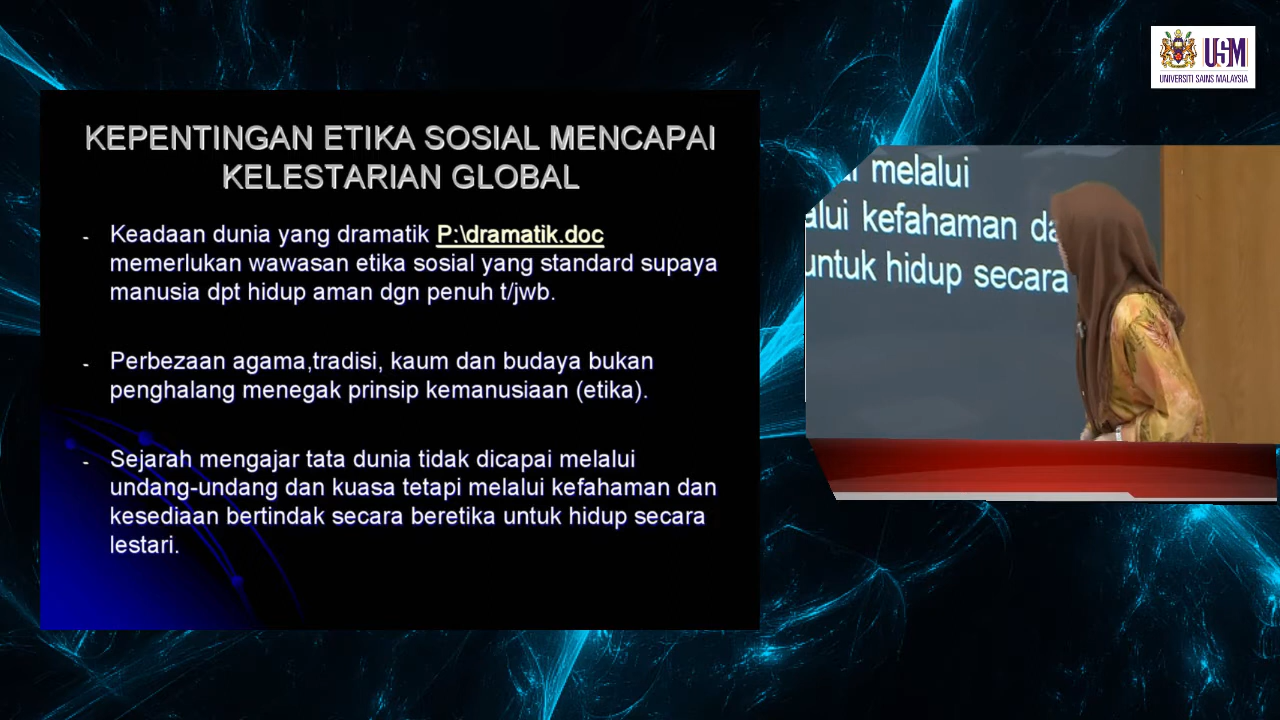 KEPENTINGAN ETIKA SOSIAL MENCAPAI
KELESTARIAN GLOBAL
- Keadaan dunia yang dramatik P:\dramatik.doc
memerlukan wawasan etika sosial yang standard supaya
manusia dpt hidup aman dgn penuh t/jwb.
- Perbezaan agama,tradisi, kaum dan budaya bukan
penghalang menegak prinsip kemanusiaan (etika).
- Sejarah mengajar tata dunia tidak dicapai melalui
undang-undang dan kuasa tetapi melalui kefahaman dan
kesediaan bertindak secara beretika untuk hidup secara
lestari.
USM
UNIVERSITI SAINS MALAYSIA
melalui
kefahaman
untuk hidup secara